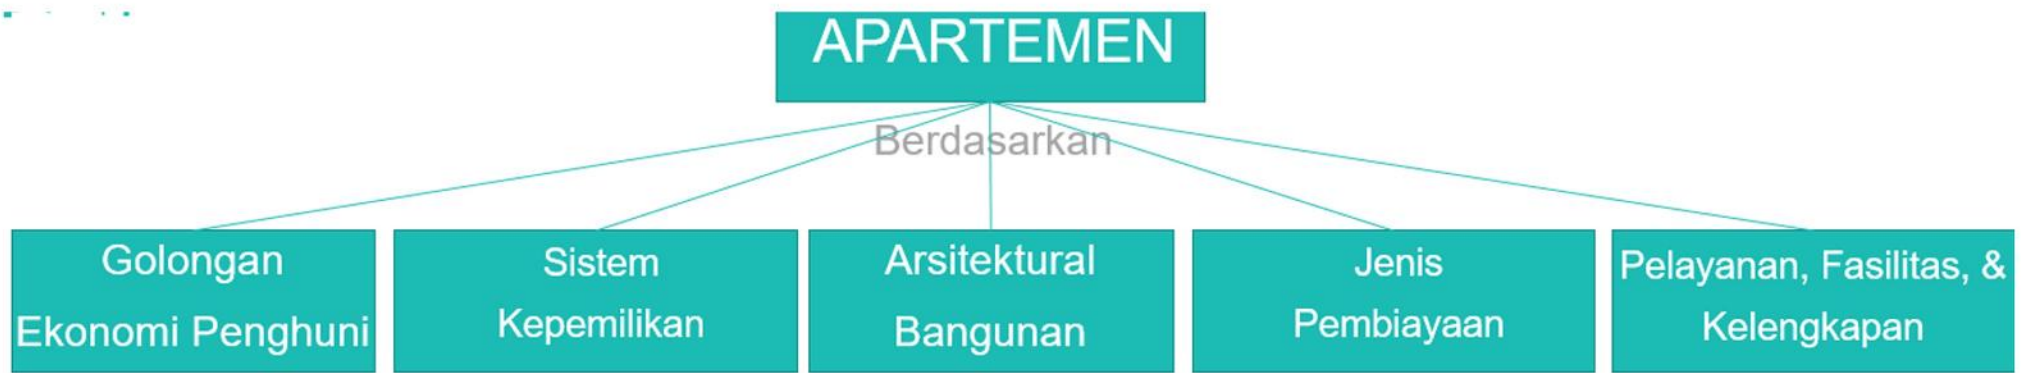 APARTEMEN
Berdasarkan
Golongan
Ekonomi Penghuni
Sistem
Kepemilikan
Arsitektural
Bangunan
Jenis
Pembiayaan
Pelayanan, Fasilitas, &
Kelengkapan